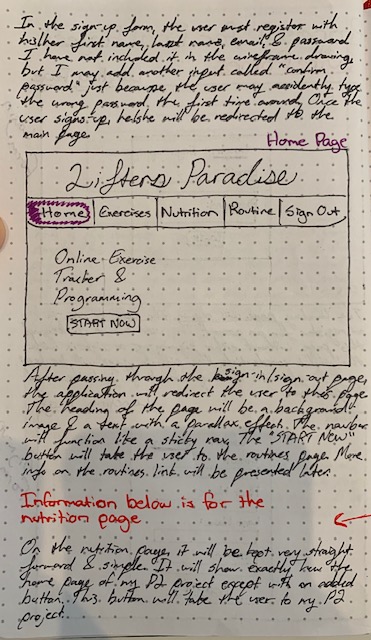 In the sign-up form, the user must register with
his/her first name, last name, email, & password
I have not included it in the wireframe drawing,
but I may add another input called "confirm
password" just because the user may accidently type
the wrong password the first time around. Once the
user signs up, he/she will be redirected to the
main page
Home Page
Lifters Paradise
Home Exercises Nutrition Routine Sign Out
Online Exercise
Tracker &
Programming
START NOW
After passing through the sign-in/sign-out page,
the application will redirect the user to this page
The heading of the page will be a background
image & a text with a parallax effect. The navbar
will function like a sticky nav. The "START NOW"
button will take the user to the routines page. More
info on the routines link will be presented later.
Information below is for the
nutrition page
On the nutrition page, it will be kept very straight
forward & simple. It will show exactly how the
home page of my P2 project except with an added
button. This button will take the user to my P2
project.